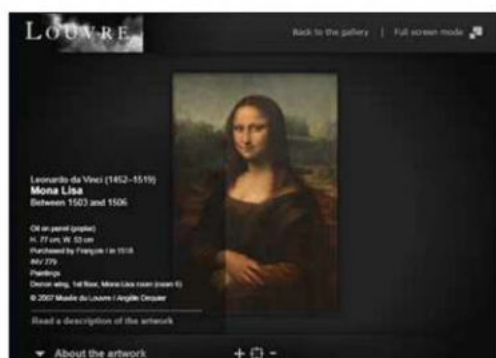 LOUVRE
Back to the gallery | Full screen mode
Leonardo da Vinci (1452–1519)
Mona Lisa
Between 1503 and 1506
Oil on panel (poplar)
H. 77 cm; W. 53 cm
Purchased by François I in 1518
INV 779
Paintings
Denon wing, 1st floor, Mona Lisa room (room 6)
© 2007 Musée du Louvre / Angèle Dequier
Read a description of the artwork
About the artwork